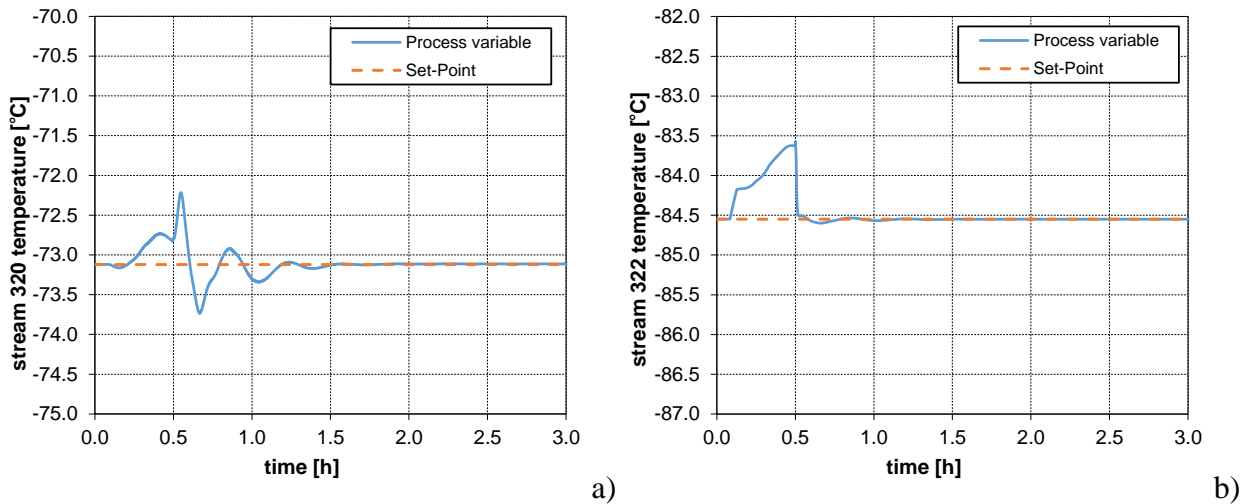 -70.0
-70.5
-71.0
-71.5
-72.0
-72.5
-73.0
-73.5
-74.0
-74.5
-75.0
stream 320 temperature [°C]
Process variable
Set-Point
0.0 0.5 1.0 1.5 2.0 2.5 3.0
time [h]
a)
-82.0
-82.5
-83.0
-83.5
-84.0
-84.5
-85.0
-85.5
-86.0
-86.5
-87.0
stream 322 temperature [°C]
Process variable
Set-Point
0.0 0.5 1.0 1.5 2.0 2.5 3.0
time [h]
b)